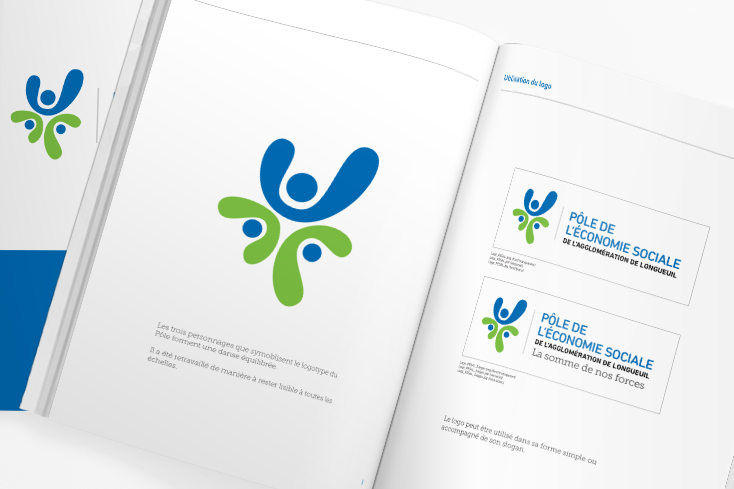 Les trois personnages que symoblisent le logotype du
Pôle forment une danse équilibrée.
Il a été retravaillé de manière à rester lisible à toutes les
échelles.
Utilisation du logo
PÔLE DE
L'ÉCONOMIE SOCIALE
DE L'AGGLOMÉRATION DE LONGUEUIL
PÔLE DE
L'ÉCONOMIE SOCIALE
DE L'AGGLOMÉRATION DE LONGUEUIL
La somme de nos forces
Le logo peut être utilisé dans sa forme simple ou
accompagné de son slogan.